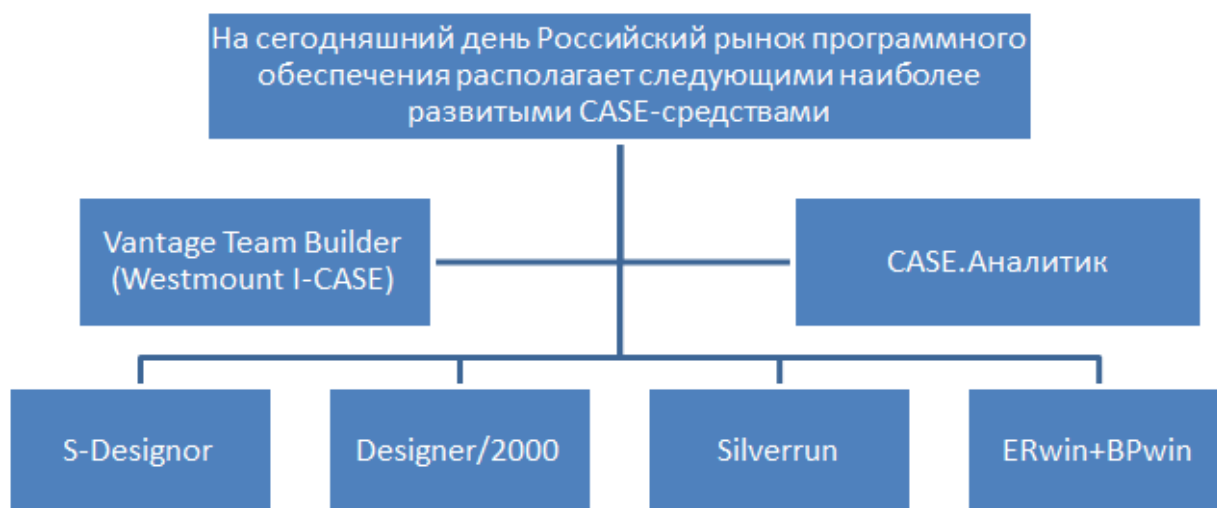 На сегодняшний день Российский рынок программного
обеспечения располагает следующими наиболее
развитыми CASE-средствами
Vantage Team Builder
(Westmount I-CASE)
CASE.Аналитик
S-Designor
Designer/2000
Silverrun
ERwin+BPwin